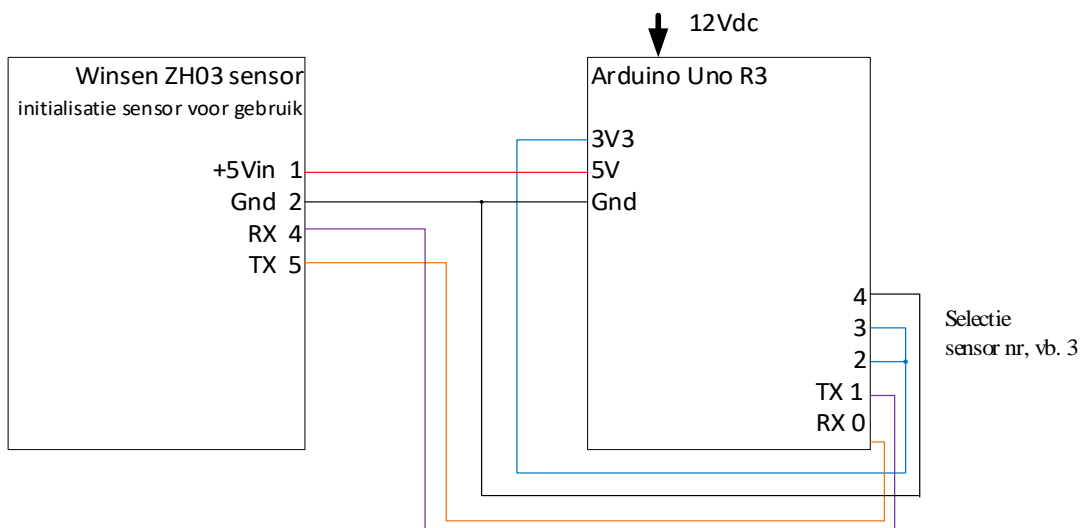 12Vdc
Winsen ZH03 sensor
initialisatie sensor voor gebruik
+5Vin 1
Gnd 2
RX 4
TX 5
Arduino Uno R3
3V3
5V
Gnd
4
3
2
TX 1
RX 0
Selectie
sensor nr, vb. 3